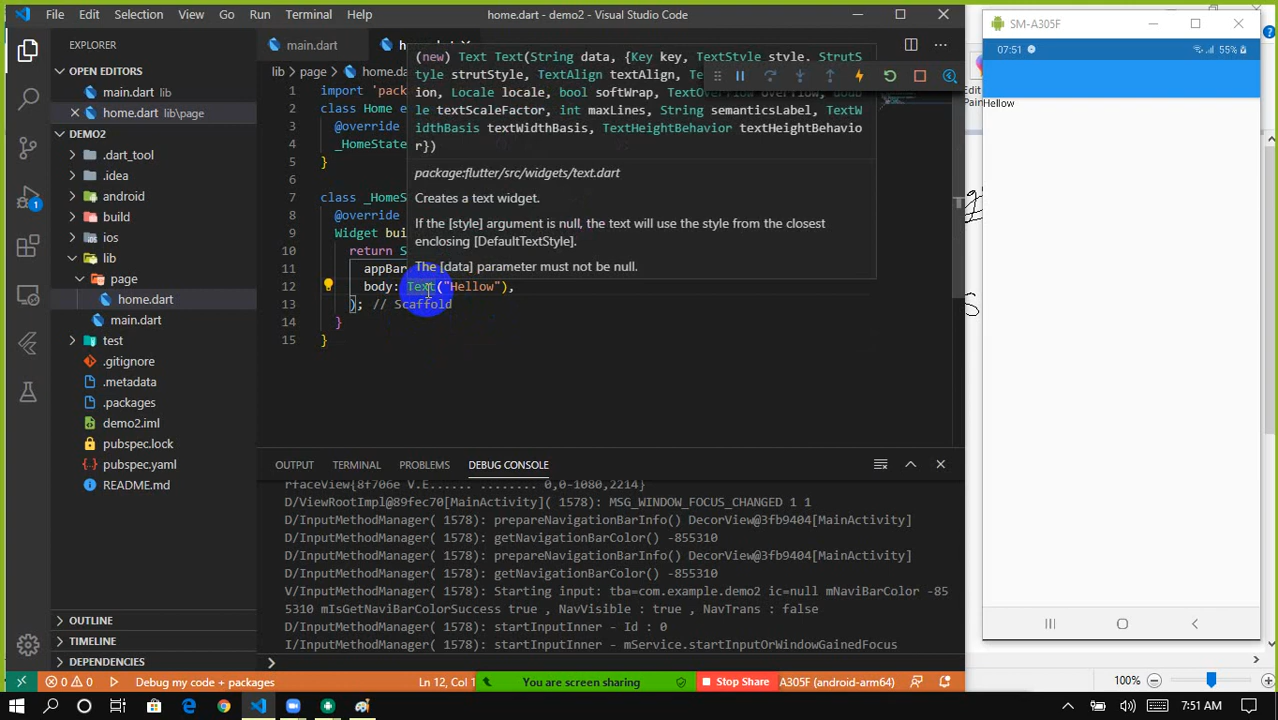 File Edit Selection View Go Run Terminal Help
home.dart - demo2 - Visual Studio Code
SM-A305F
EXPLORER
main.dart
OPEN EDITORS
main.dart lib
home.dart lib\page
DEMO2
.dart_tool
.idea
android
build
ios
lib
page
home.dart
main.dart
test
.gitignore
.metadata
.packages
demo2.iml
pubspec.lock
pubspec.yaml
README.md
OUTLINE
TIMELINE
DEPENDENCIES
lib > page >
(new) Text Text(String data, {Key key, TextStyle style, StrutS
tyle strutStyle, TextAlign textAlign,
ion, Locale locale, bool softWrap, TextOverflow overflow, doub
le textScaleFactor, int maxLines, String semanticsLabel, TextW
idthBasis textWidthBasis, TextHeightBehavior textHeightBehavio
r})
package:flutter/src/widgets/text.dart
Creates a text widget.
If the [style] argument is null, the text will use the style from the closest
enclosing [DefaultTextStyle].
The [data] parameter must not be null.
1 import 'pack
2 class Home e
3 @override
4 _HomeState
5 }
6
7 class _HomeS
8 @override
9 Widget bui
10 return S
11 appBar
12 body: Text("Hellow"),
13 ); // Scaffold
14 }
15 }
OUTPUT TERMINAL PROBLEMS DEBUG CONSOLE
rfaceView{8f706e V.E...... ........ 0,0-1080,2214}
D/ViewRootImpl@89fec70[MainActivity]( 1578): MSG_WINDOW_FOCUS_CHANGED 1 1
D/InputMethodManager( 1578): prepareNavigationBarInfo() DecorView@3fb9404[MainActivity]
D/InputMethodManager( 1578): getNavigationBarColor() -855310
D/InputMethodManager( 1578): prepareNavigationBarInfo() DecorView@3fb9404[MainActivity]
D/InputMethodManager( 1578): getNavigationBarColor() -855310
V/InputMethodManager( 1578): Starting input: tba=com.example.demo2 ic=null mNaviBarColor -85
5310 mIsGetNaviBarColorSuccess true , NavVisible : true , NavTrans : false
D/InputMethodManager( 1578): startInputInner - Id : 0
I/InputMethodManager( 1578): startInputInner - mService.startInputOrWindowGainedFocus
1
0 0
Debug my code + packages
Ln 12, Col 1
You are screen sharing
Stop Share
A305F (android-arm64)
07:51
55%
Hellow
Edit
Pain
100%
7:51 AM